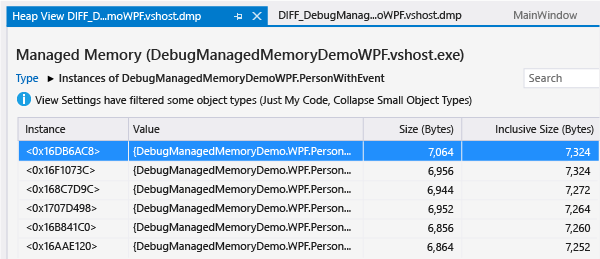 Heap View DIFF_D...moWPF.vshost.dmp DIFF_DebugManag...oWPF.vshost.dmp MainWindow
Managed Memory (DebugManagedMemoryDemoWPF.vshost.exe)
Type ▸ Instances of DebugManagedMemoryDemoWPF.PersonWithEvent Search
View Settings have filtered some object types (Just My Code, Collapse Small Object Types)
Instance Value Size (Bytes) Inclusive Size (Bytes)
<0x16DB6AC8> {DebugManagedMemoryDemo.WPF.Person... 7,064 7,324
<0x16F1073C> {DebugManagedMemoryDemo.WPF.Person... 6,956 7,324
<0x168C7D9C> {DebugManagedMemoryDemo.WPF.Person... 6,944 7,272
<0x1707D498> {DebugManagedMemoryDemo.WPF.Person... 6,952 7,264
<0x16B841C0> {DebugManagedMemoryDemo.WPF.Person... 6,856 7,260
<0x16AAE120> {DebugManagedMemoryDemo.WPF.Person... 6,864 7,252